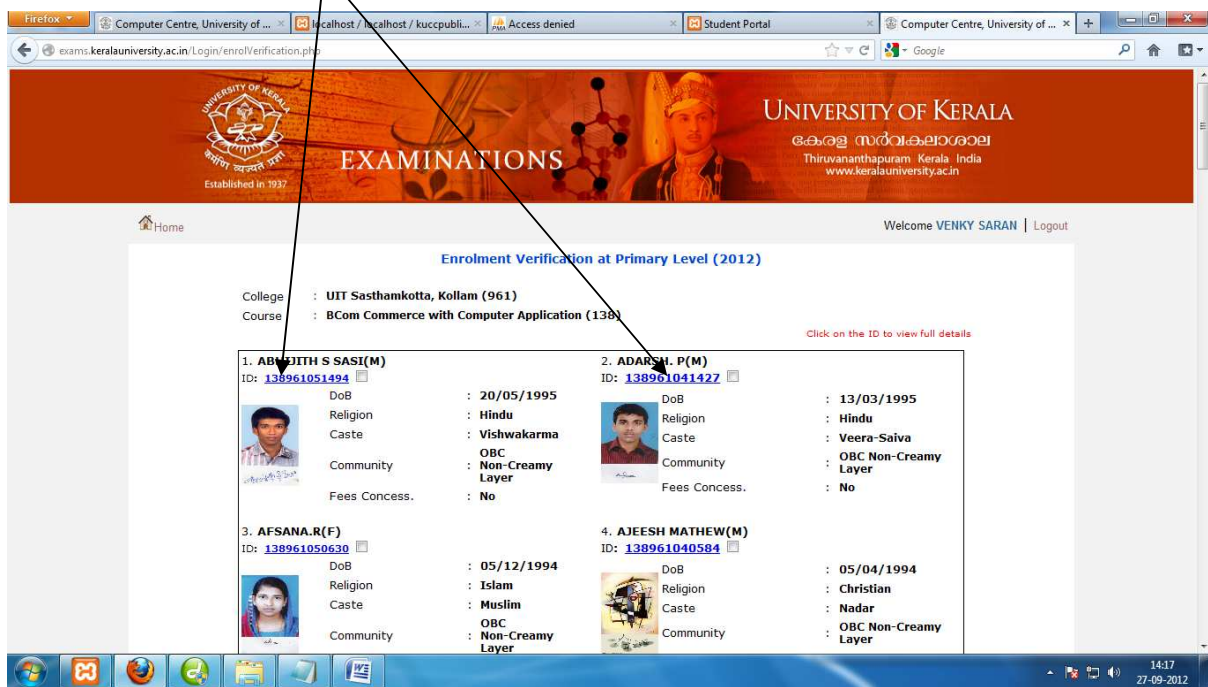 Firefox
Computer Centre, University of ...
localhost / localhost / kuccpubli...
Access denied
Student Portal
Computer Centre, University of ...
exams.keralauniversity.ac.in/Login/enrolVerification.php
Google
UNIVERSITY OF KERALA
Established in 1937
EXAMINATIONS
UNIVERSITY OF KERALA
കേരള സർവകലാശാല
Thiruvananthapuram Kerala India
www.keralauniversity.ac.in
Home
Welcome VENKY SARAN | Logout
Enrolment Verification at Primary Level (2012)
College : UIT Sasthamkotta, Kollam (961)
Course : BCom Commerce with Computer Application (138)
Click on the ID to view full details
1. ABHIJITH S SASI(M)
ID: 138961051494
DoB : 20/05/1995
Religion : Hindu
Caste : Vishwakarma
Community : OBC
Non-Creamy
Layer
Fees Concess. : No
2. ADARSH. P(M)
ID: 138961041427
DoB : 13/03/1995
Religion : Hindu
Caste : Veera-Saiva
Community : OBC Non-Creamy
Layer
Fees Concess. : No
3. AFSANA.R(F)
ID: 138961050630
DoB : 05/12/1994
Religion : Islam
Caste : Muslim
Community : OBC
Non-Creamy
Layer
4. AJEESH MATHEW(M)
ID: 138961040584
DoB : 05/04/1994
Religion : Christian
Caste : Nadar
Community : OBC Non-Creamy
Layer
14:17
27-09-2012